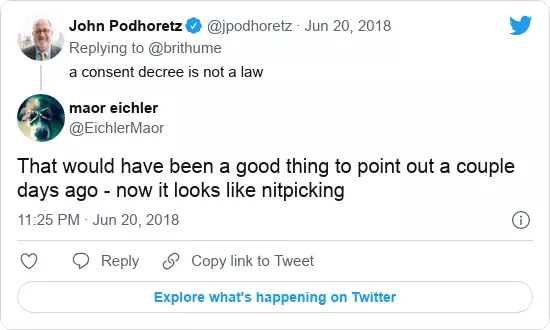 John Podhoretz @jpodhoretz · Jun 20, 2018
Replying to @brithume
a consent decree is not a law
maor eichler
@EichlerMaor
That would have been a good thing to point out a couple
days ago - now it looks like nitpicking
11:25 PM · Jun 20, 2018
Reply Copy link to Tweet
Explore what's happening on Twitter